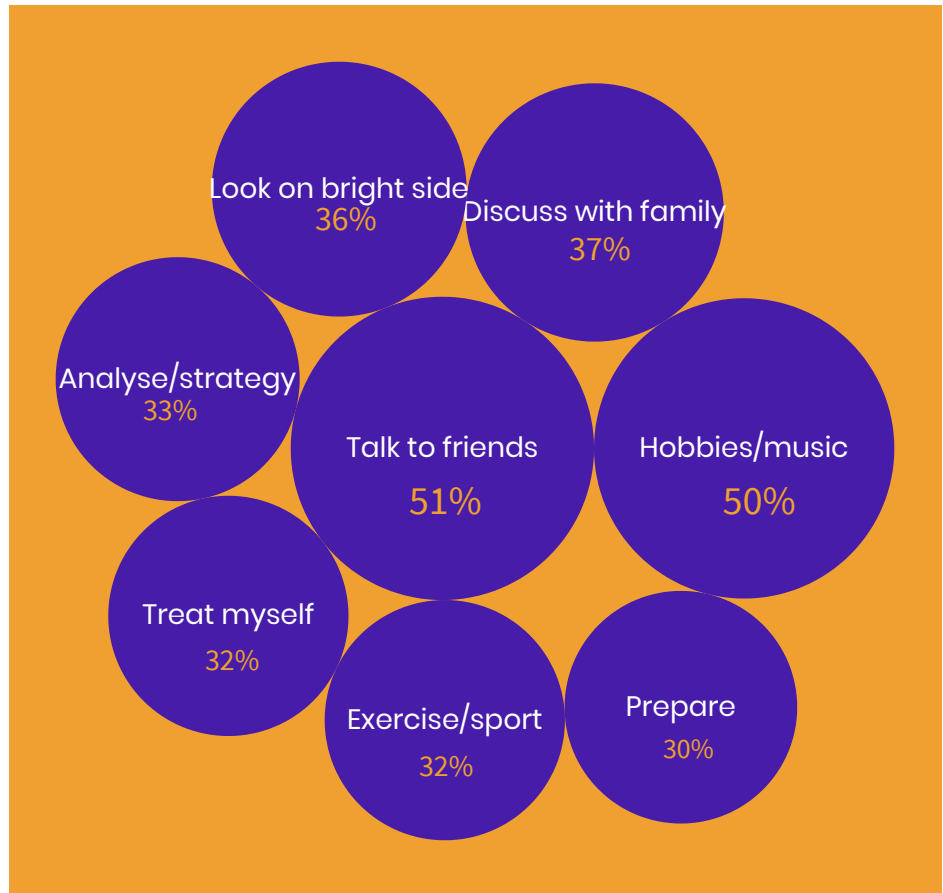 Look on bright side
36%
Discuss with family
37%
Analyse/strategy
33%
Talk to friends
51%
Hobbies/music
50%
Treat myself
32%
Exercise/sport
32%
Prepare
30%